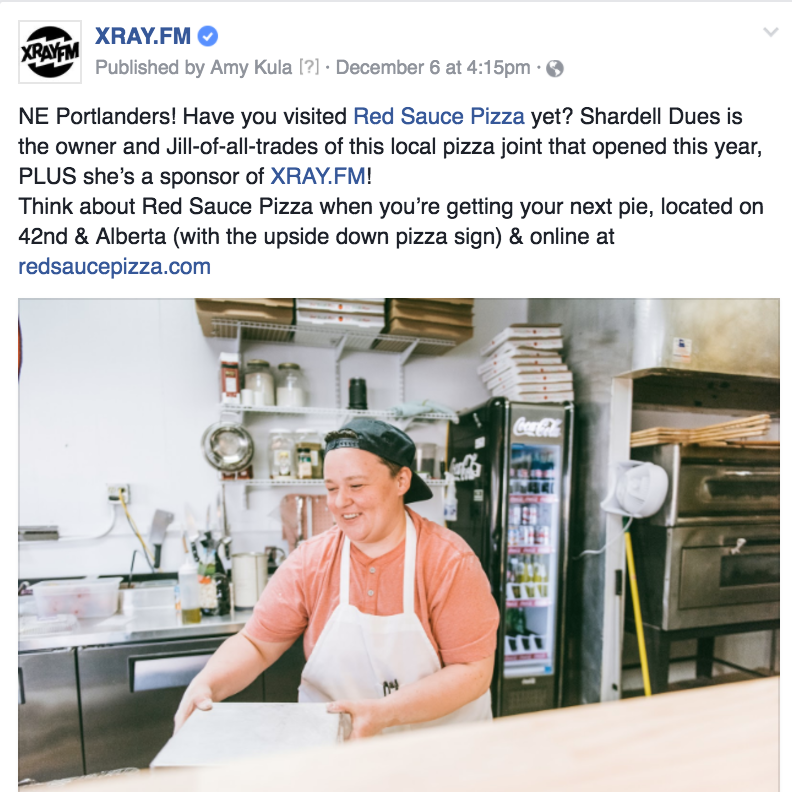 XRAY.FM
XRAY.FM
Published by Amy Kula [?] · December 6 at 4:15pm ·
NE Portlanders! Have you visited Red Sauce Pizza yet? Shardell Dues is
the owner and Jill-of-all-trades of this local pizza joint that opened this year,
PLUS she’s a sponsor of XRAY.FM!
Think about Red Sauce Pizza when you’re getting your next pie, located on
42nd & Alberta (with the upside down pizza sign) & online at
redsaucepizza.com
Coca-Cola